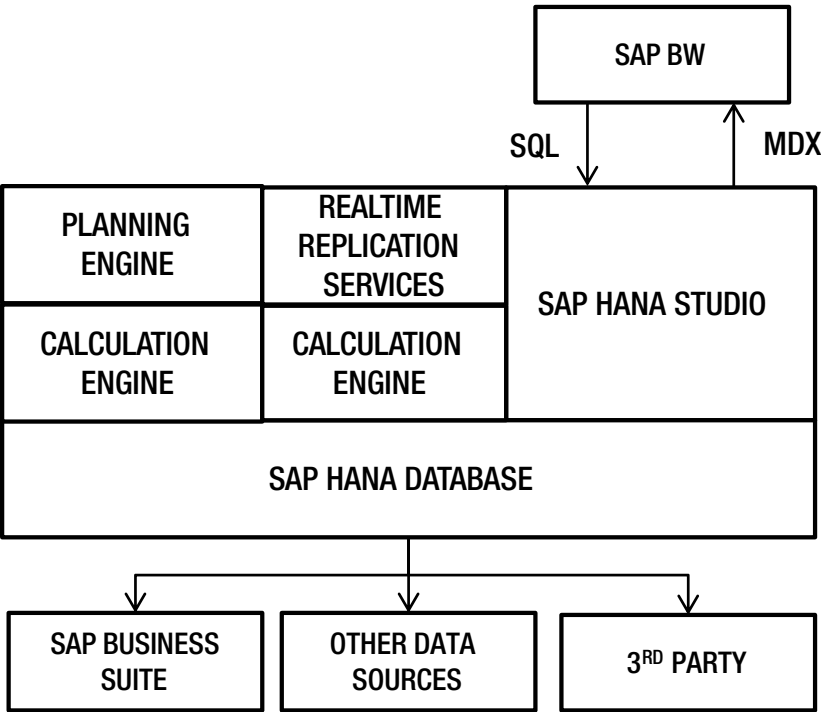 SAP BW
SQL
MDX
PLANNING
ENGINE
REALTIME
REPLICATION
SERVICES
SAP HANA STUDIO
CALCULATION
ENGINE
CALCULATION
ENGINE
SAP HANA DATABASE
SAP BUSINESS
SUITE
OTHER DATA
SOURCES
3RD PARTY